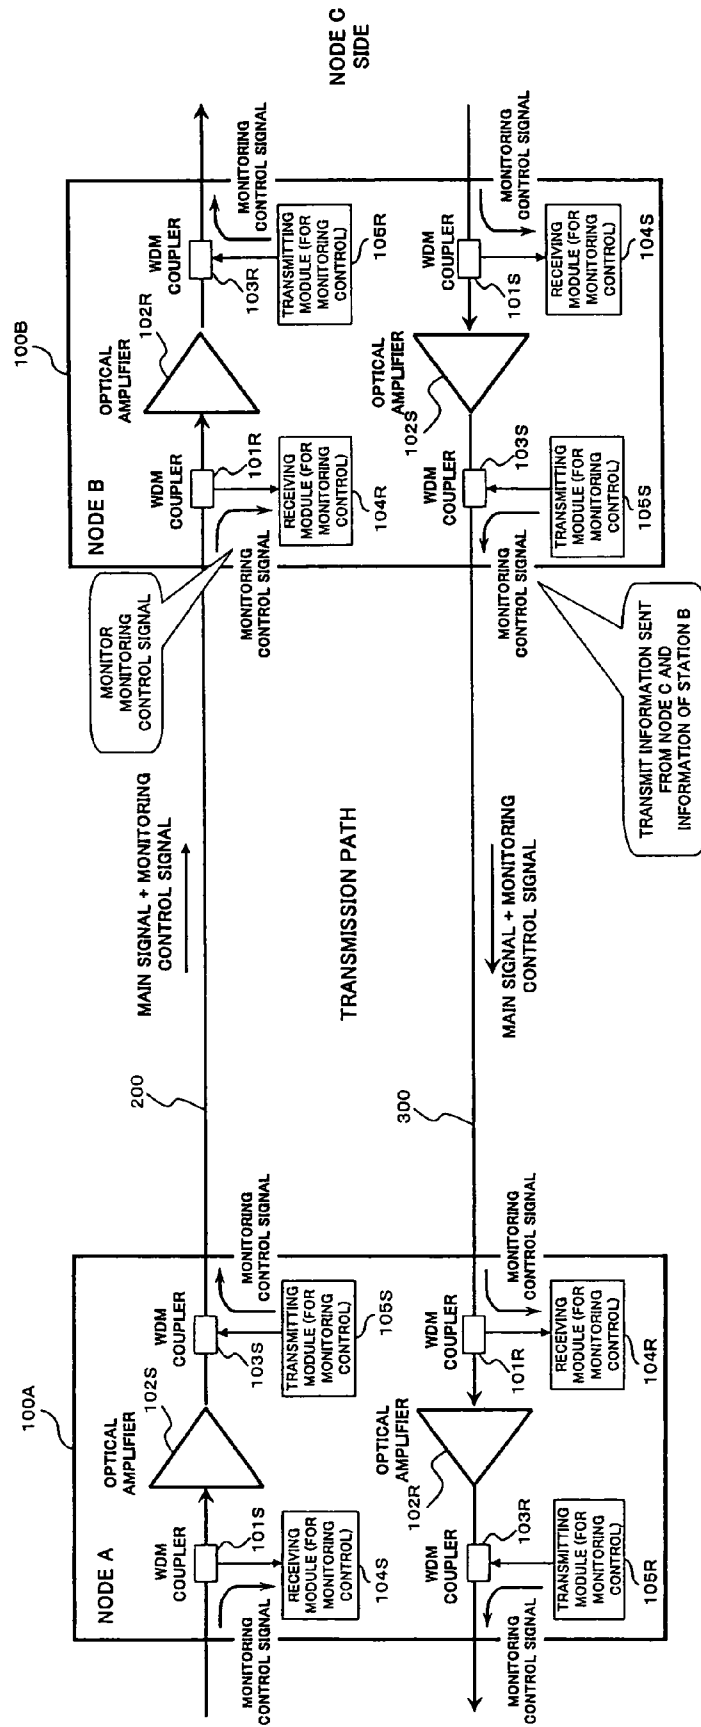 100A
NODE A
MONITORING
CONTROL SIGNAL
WDM
COUPLER
101S
RECEIVING
MODULE (FOR
MONITORING
CONTROL)
104S
OPTICAL
AMPLIFIER
102S
WDM
COUPLER
103S
TRANSMITTING
MODULE (FOR
MONITORING
CONTROL)
105S
MONITORING
CONTROL SIGNAL
200
MAIN SIGNAL + MONITORING
CONTROL SIGNAL
MONITOR
MONITORING
CONTROL SIGNAL
100B
NODE B
MONITORING
CONTROL SIGNAL
WDM
COUPLER
101R
RECEIVING
MODULE (FOR
MONITORING
CONTROL)
104R
OPTICAL
AMPLIFIER
102R
WDM
COUPLER
103R
TRANSMITTING
MODULE (FOR
MONITORING
CONTROL)
105R
MONITORING
CONTROL SIGNAL
NODE C
SIDE
TRANSMISSION PATH
MONITORING
CONTROL SIGNAL
WDM
COUPLER
103R
TRANSMITTING
MODULE (FOR
MONITORING
CONTROL)
105R
OPTICAL
AMPLIFIER
102R
WDM
COUPLER
101R
RECEIVING
MODULE (FOR
MONITORING
CONTROL)
104R
MONITORING
CONTROL SIGNAL
300
MAIN SIGNAL + MONITORING
CONTROL SIGNAL
TRANSMIT INFORMATION SENT
FROM NODE C AND
INFORMATION OF STATION B
MONITORING
CONTROL SIGNAL
WDM
COUPLER
103S
TRANSMITTING
MODULE (FOR
MONITORING
CONTROL)
105S
OPTICAL
AMPLIFIER
102S
WDM
COUPLER
101S
RECEIVING
MODULE (FOR
MONITORING
CONTROL)
104S
MONITORING
CONTROL SIGNAL